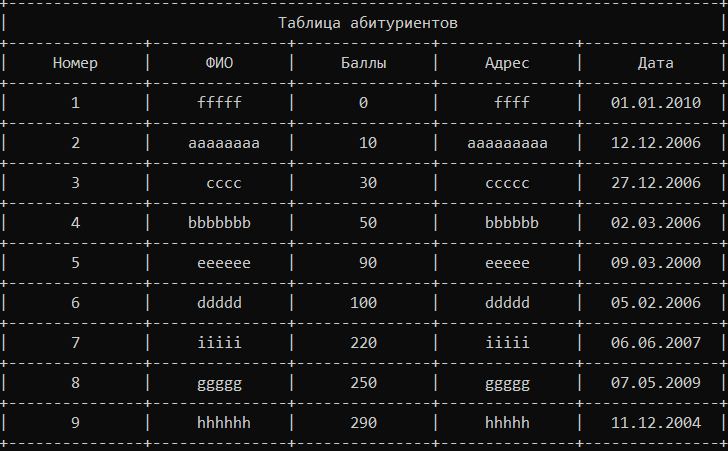 Таблица абитуриентов
Номер | ФИО | Баллы | Адрес | Дата
1 | fffff | 0 | ffff | 01.01.2010
2 | aaaaaaaa | 10 | aaaaaaaaa | 12.12.2006
3 | cccc | 30 | ccccc | 27.12.2006
4 | bbbbbbb | 50 | bbbbbb | 02.03.2006
5 | eeeeee | 90 | eeeee | 09.03.2000
6 | ddddd | 100 | ddddd | 05.02.2006
7 | iiiii | 220 | iiiii | 06.06.2007
8 | ggggg | 250 | ggggg | 07.05.2009
9 | hhhhhh | 290 | hhhhh | 11.12.2004